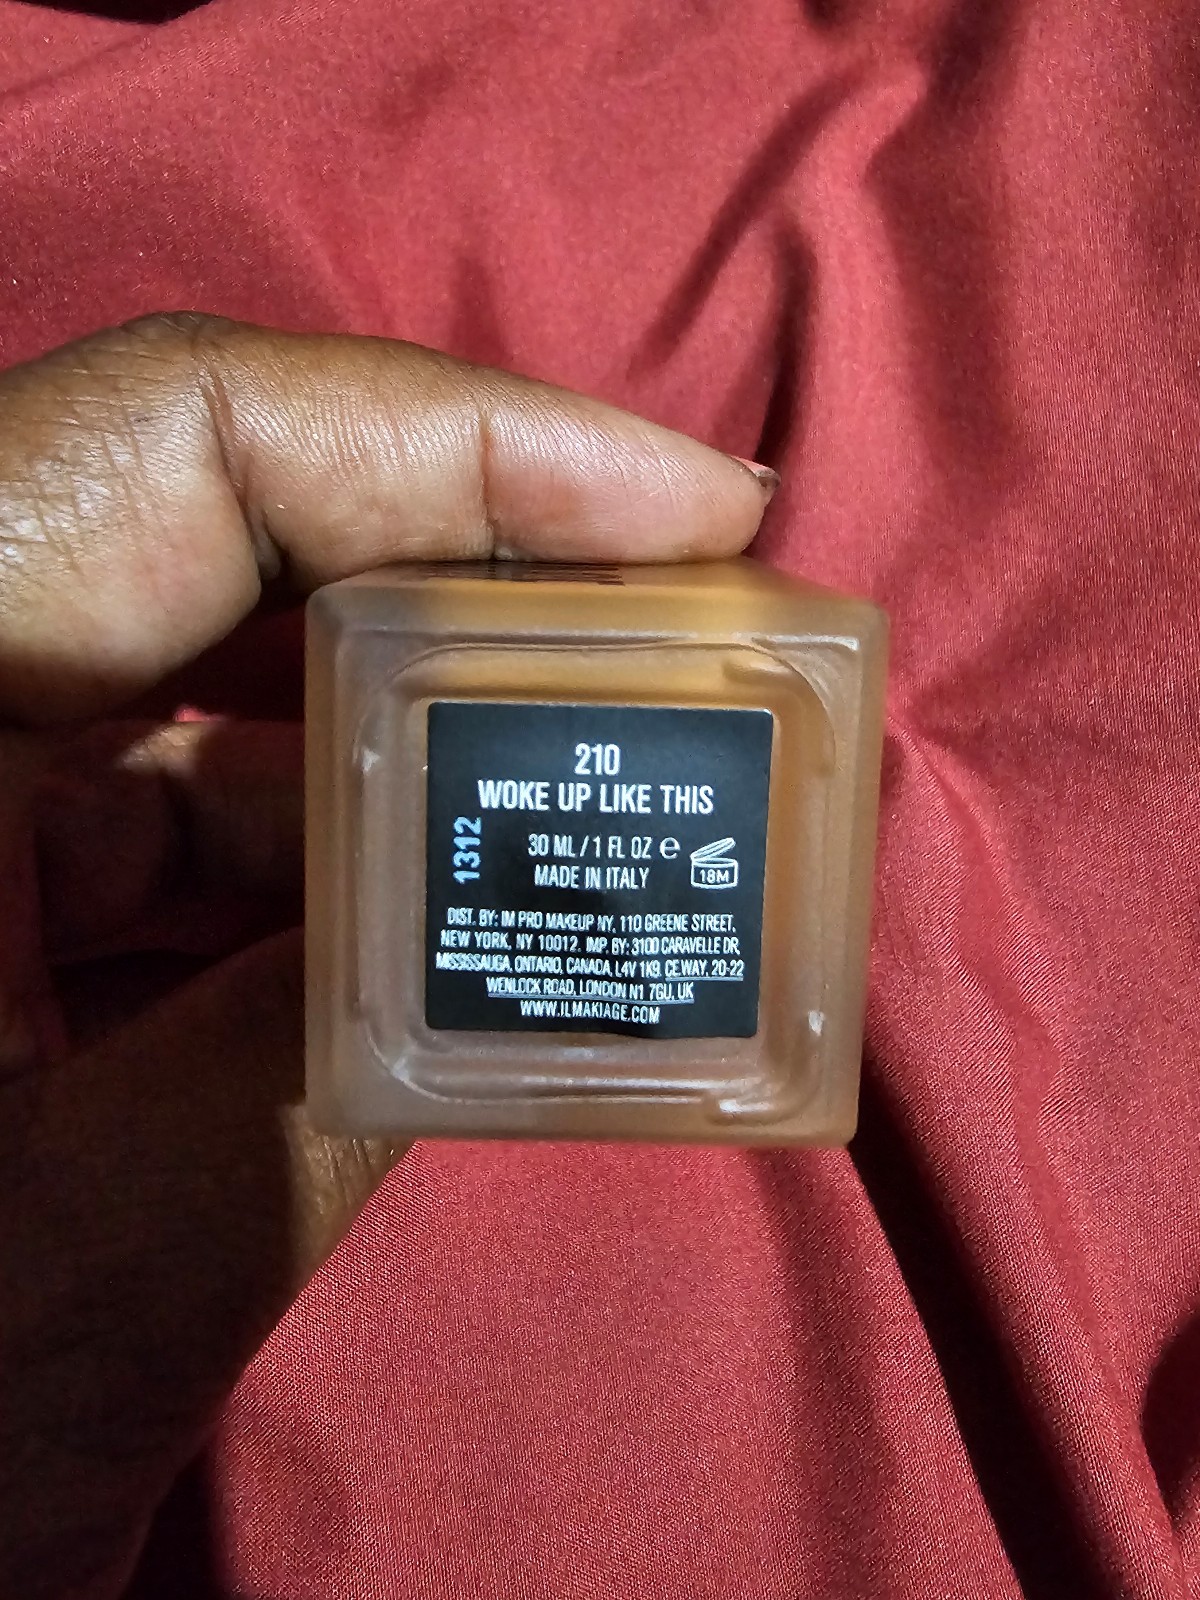 210
WOKE UP LIKE THIS
1312
30 ML / 1 FL OZ ℮
18M
MADE IN ITALY
DIST. BY: IM PRO MAKEUP NY, 110 GREENE STREET,
NEW YORK, NY 10012. IMP. BY: 3100 CARAVELLE DR,
MISSISSAUGA, ONTARIO, CANADA, L4V 1K9. CE.WAY, 20-22
WENLOCK ROAD, LONDON N1 7GU, UK
WWW.ILMAKIAGE.COM